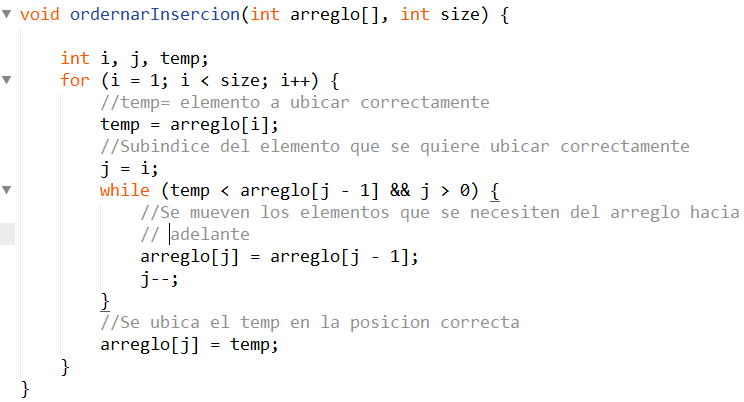 void ordernarInsercion(int arreglo[], int size) {
int i, j, temp;
for (i = 1; i < size; i++) {
//temp= elemento a ubicar correctamente
temp = arreglo[i];
//Subindice del elemento que se quiere ubicar correctamente
j = i;
while (temp < arreglo[j - 1] && j > 0) {
//Se mueven los elementos que se necesiten del arreglo hacia
// adelante
arreglo[j] = arreglo[j - 1];
j--;
}
//Se ubica el temp en la posicion correcta
arreglo[j] = temp;
}
}